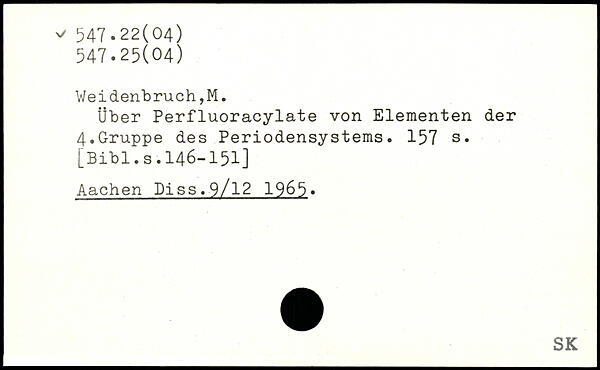 ✓ 547.22(04)
547.25(04)
Weidenbruch,M.
Über Perfluoracylate von Elementen der
4.Gruppe des Periodensystems. 157 s.
[Bibl.s.146-151]
Aachen Diss.9/12 1965.
SK